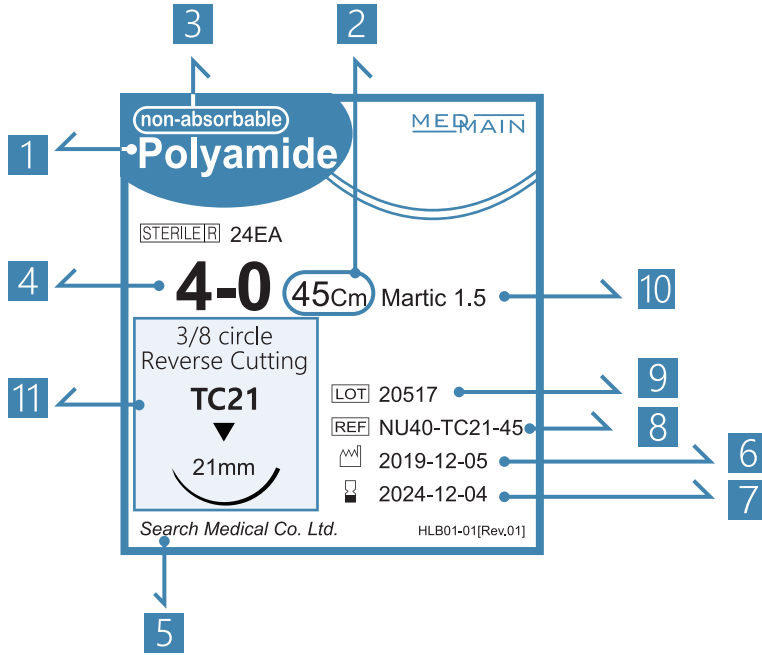 3
2
non-absorbable
MEDMAIN
1
Polyamide
STERILE R 24EA
4
4-0
45Cm
Martic 1.5
10
3/8 circle
Reverse Cutting
11
TC21
21mm
LOT 20517
9
REF NU40-TC21-45
8
2019-12-05
6
2024-12-04
7
Search Medical Co. Ltd.
HLB01-01[Rev.01]
5